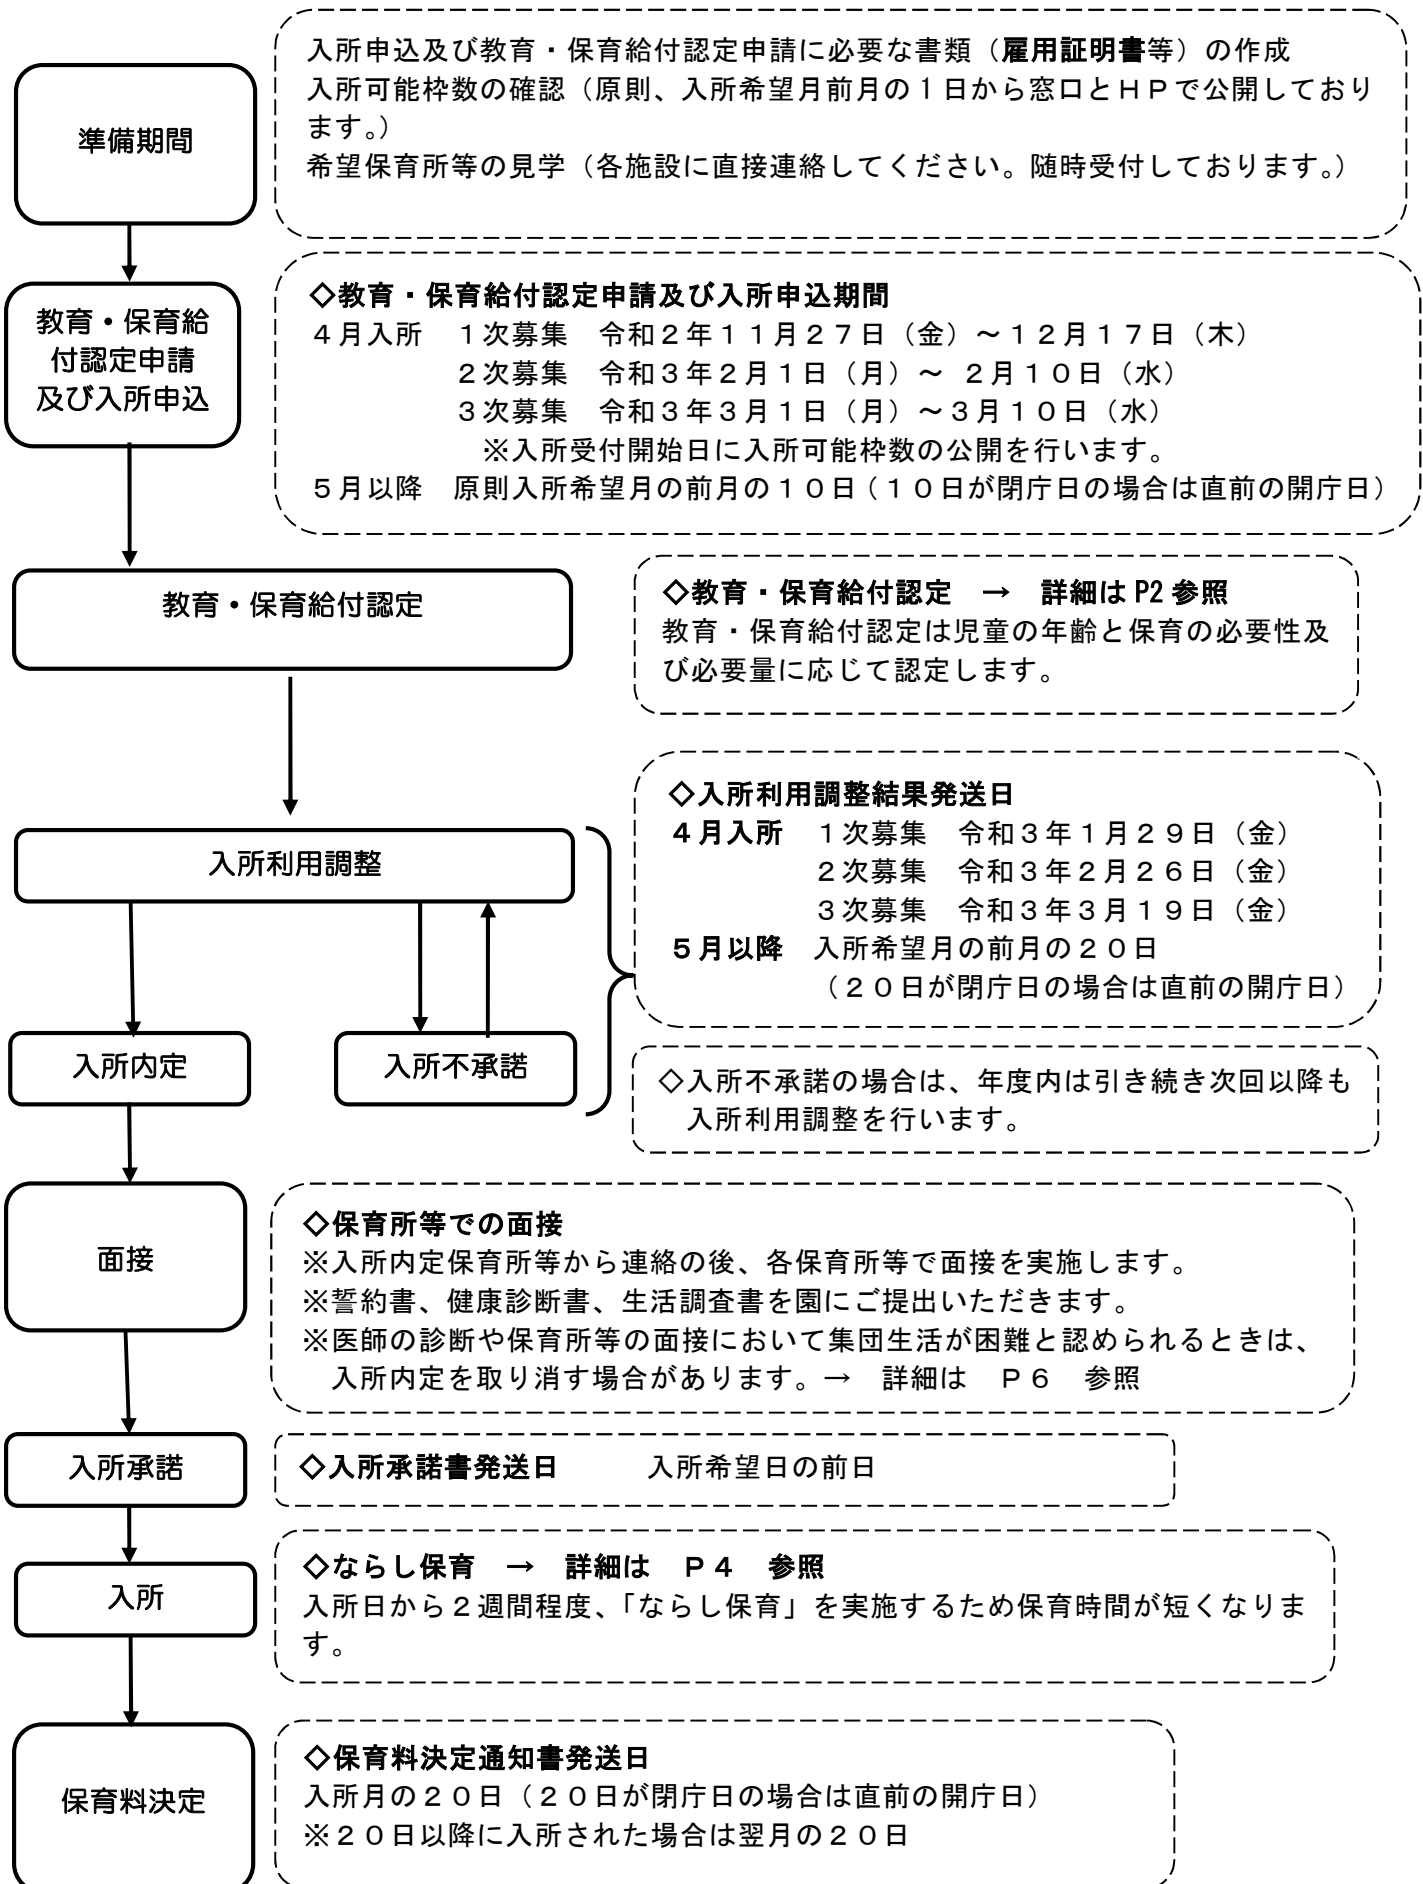 準備期間
入所申込及び教育・保育給付認定申請に必要な書類（雇用証明書等）の作成
入所可能枠数の確認（原則、入所希望月前月の１日から窓口とＨＰで公開しており
ます。）
希望保育所等の見学（各施設に直接連絡してください。随時受付しております。）
教育・保育給
付認定申請
及び入所申込
◇教育・保育給付認定申請及び入所申込期間
４月入所　１次募集　令和２年１１月２７日（金）～１２月１７日（木）
２次募集　令和３年２月１日（月）～　２月１０日（水）
３次募集　令和３年３月１日（月）～３月１０日（水）
※入所受付開始日に入所可能枠数の公開を行います。
５月以降　原則入所希望月の前月の１０日（１０日が閉庁日の場合は直前の開庁日）
教育・保育給付認定
◇教育・保育給付認定　→　詳細は P2 参照
教育・保育給付認定は児童の年齢と保育の必要性及
び必要量に応じて認定します。
入所利用調整
◇入所利用調整結果発送日
４月入所　１次募集　令和３年１月２９日（金）
２次募集　令和３年２月２６日（金）
３次募集　令和３年３月１９日（金）
５月以降　入所希望月の前月の２０日
（２０日が閉庁日の場合は直前の開庁日）
入所内定
入所不承諾
◇入所不承諾の場合は、年度内は引き続き次回以降も
入所利用調整を行います。
面接
◇保育所等での面接
※入所内定保育所等から連絡の後、各保育所等で面接を実施します。
※誓約書、健康診断書、生活調査書を園にご提出いただきます。
※医師の診断や保育所等の面接において集団生活が困難と認められるときは、
入所内定を取り消す場合があります。→　詳細は　Ｐ６　参照
入所承諾
◇入所承諾書発送日　　　入所希望日の前日
入所
◇ならし保育　→　詳細は　Ｐ４　参照
入所日から２週間程度、「ならし保育」を実施するため保育時間が短くなりま
す。
保育料決定
◇保育料決定通知書発送日
入所月の２０日（２０日が閉庁日の場合は直前の開庁日）
※２０日以降に入所された場合は翌月の２０日